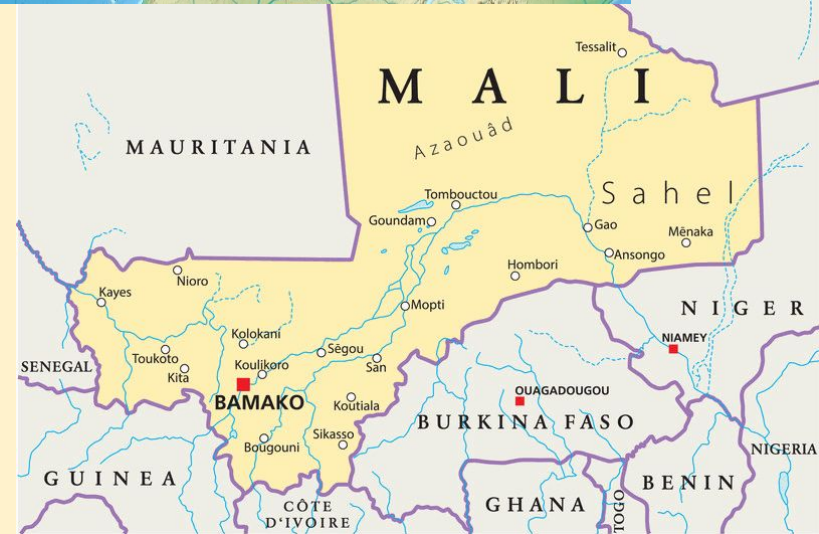 Tessalit
MALI
Azaouâd
MAURITANIA
Sahel
Tombouctou
Goundam
Gao
Mēnaka
Ansongo
Hombori
Nioro
Kayes
Mopti
NIGER
Kolokani
NIAMEY
Toukoto
Ségou
SENEGAL
Kita
Koulikoro
San
BAMAKO
Koutiala
OUAGADOUGOU
BURKINA FASO
Sikasso
Bougouni
NIGERIA
GUINEA
BENIN
CÔTE
D'IVOIRE
GHANA
TOGO